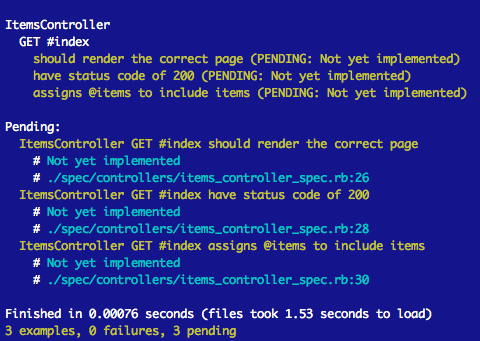 ItemsController
  GET #index
    should render the correct page (PENDING: Not yet implemented)
    have status code of 200 (PENDING: Not yet implemented)
    assigns @items to include items (PENDING: Not yet implemented)

Pending:
  ItemsController GET #index should render the correct page
    # Not yet implemented
    # ./spec/controllers/items_controller_spec.rb:26
  ItemsController GET #index have status code of 200
    # Not yet implemented
    # ./spec/controllers/items_controller_spec.rb:28
  ItemsController GET #index assigns @items to include items
    # Not yet implemented
    # ./spec/controllers/items_controller_spec.rb:30

Finished in 0.00076 seconds (files took 1.53 seconds to load)
3 examples, 0 failures, 3 pending